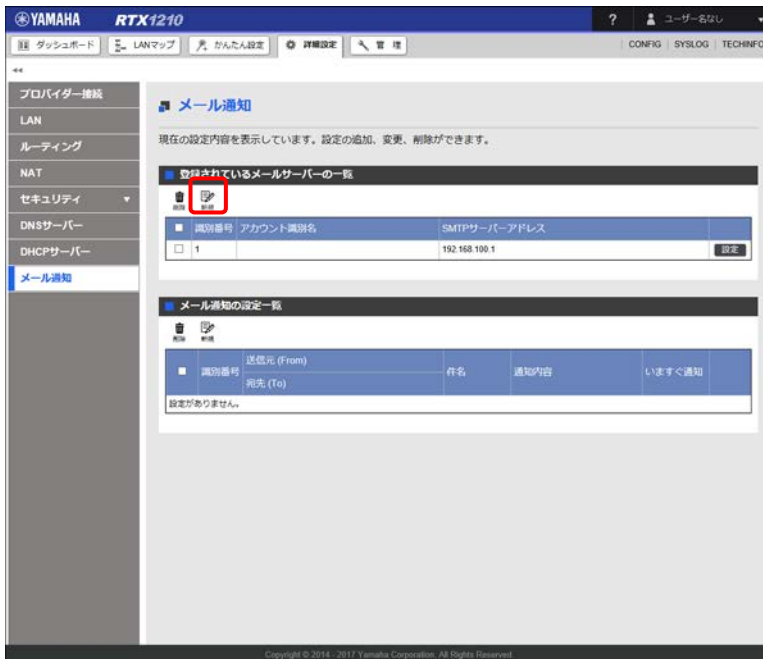 YAMAHA RTX1210 ? ユーザーなし
ダッシュボード LANマップ かんたん設定 詳細設定 管理 CONFIG SYSLOG TECHINFO
プロバイダー接続
LAN
ルーティング
NAT
セキュリティ
DNSサーバー
DHCPサーバー
メール通知
メール通知
現在の設定内容を表示しています。設定の追加、変更、削除ができます。
登録されているメールサーバーの一覧
削除 新規
識別番号 アカウント識別名 SMTPサーバーアドレス
1 192.168.100.1 設定
メール通知の設定一覧
削除 新規
識別番号 送信元 (From) 件名 通知内容 いますぐ通知
宛先 (To)
設定がありません。
Copyright © 2014 - 2017 Yamaha Corporation. All Rights Reserved.